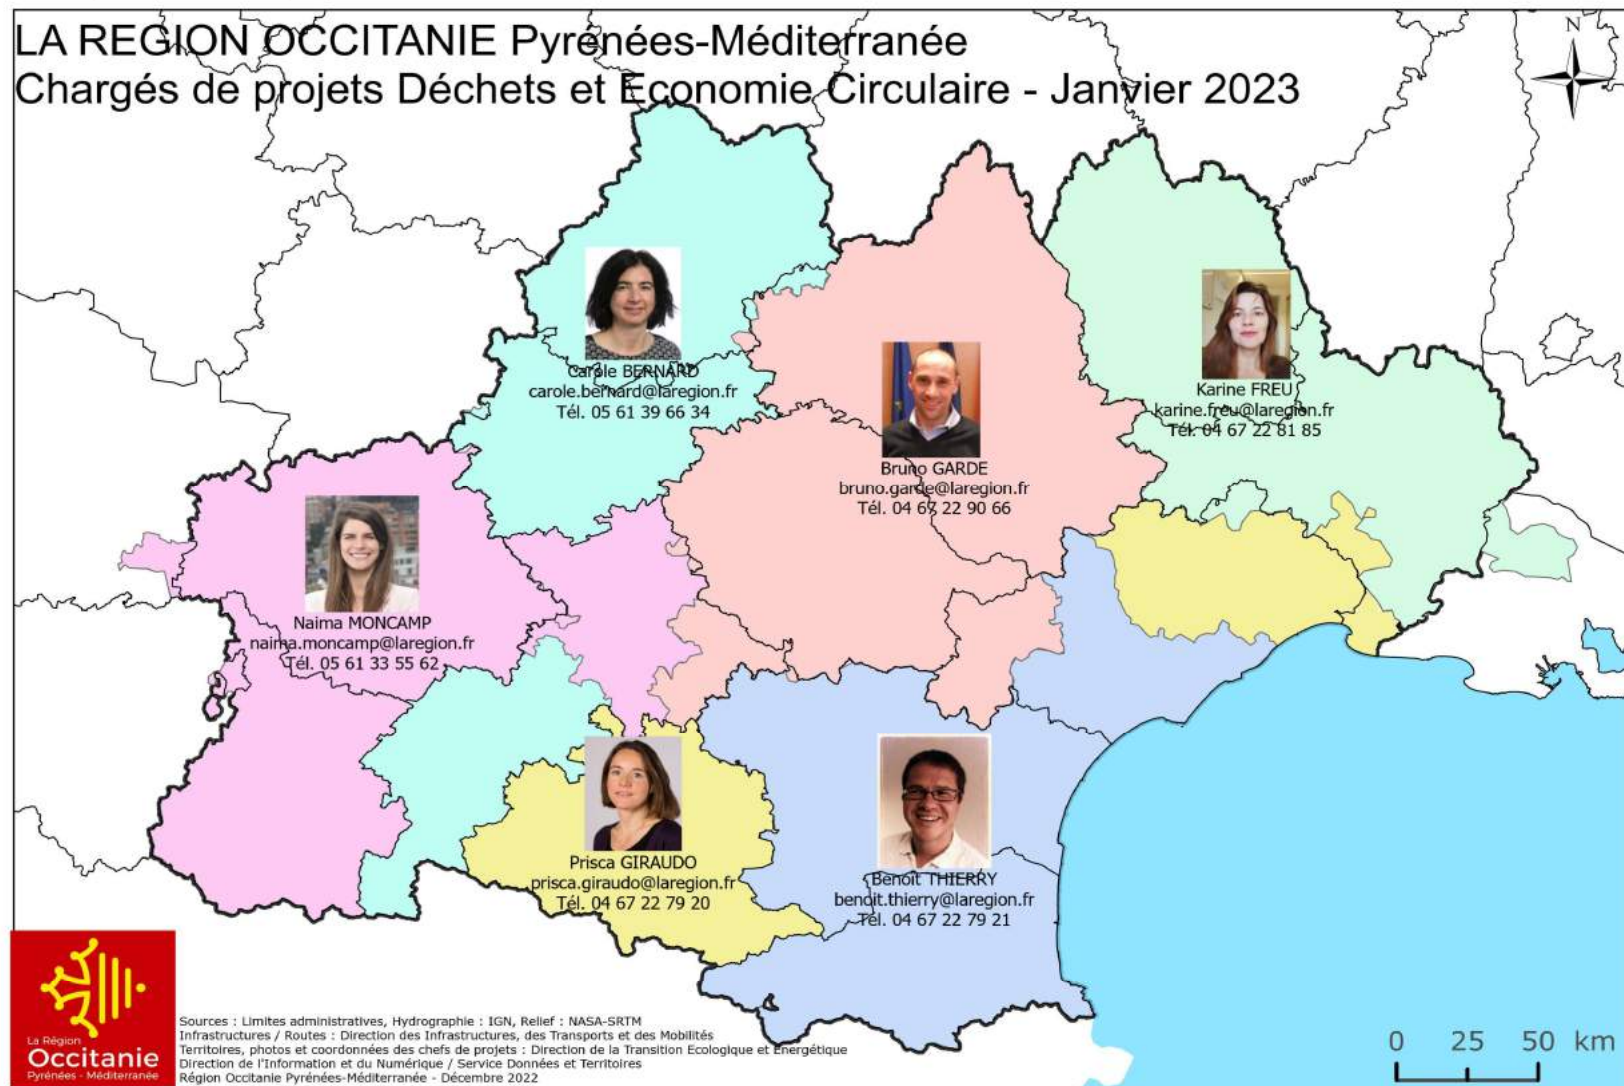 LA REGION OCCITANIE Pyrénées-Méditerranée
Chargés de projets Déchets et Economie Circulaire - Janvier 2023
N
Carole BERNARD
carole.bernard@laregion.fr
Tél. 05 61 39 66 34
Karine FREU
karine.freu@laregion.fr
Tél. 04 67 22 81 85
Bruno GARDE
bruno.garde@laregion.fr
Tél. 04 67 22 90 66
Naima MONCAMP
naima.moncamp@laregion.fr
Tél. 05 61 33 55 62
Prisca GIRAUDO
prisca.giraudo@laregion.fr
Tél. 04 67 22 79 20
Benoît THIERRY
benoit.thierry@laregion.fr
Tél. 04 67 22 79 21
La Région
Occitanie
Pyrénées - Méditerranée
Sources : Limites administratives, Hydrographie : IGN, Relief : NASA-SRTM
Infrastructures / Routes : Direction des Infrastructures, des Transports et des Mobilités
Territoires, photos et coordonnées des chefs de projets : Direction de la Transition Ecologique et Énergétique
Direction de l'Information et du Numérique / Service Données et Territoires
Région Occitanie Pyrénées-Méditerranée - Décembre 2022
0 25 50 km